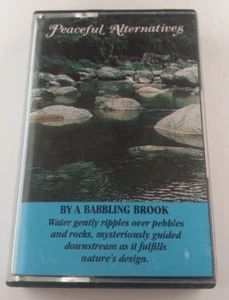 Peaceful Alternatives
BY A BABBLING BROOK
Water gently ripples over pebbles
and rocks, mysteriously guided
downstream as it fulfills
nature's design.